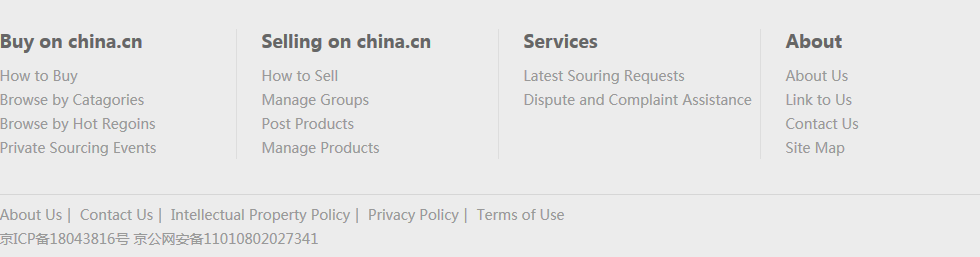 Buy on china.cn
How to Buy
Browse by Catagories
Browse by Hot Regoins
Private Sourcing Events
Selling on china.cn
How to Sell
Manage Groups
Post Products
Manage Products
Services
Latest Souring Requests
Dispute and Complaint Assistance
About
About Us
Link to Us
Contact Us
Site Map
About Us | Contact Us | Intellectual Property Policy | Privacy Policy | Terms of Use
京ICP备18043816号 京公网安备11010802027341